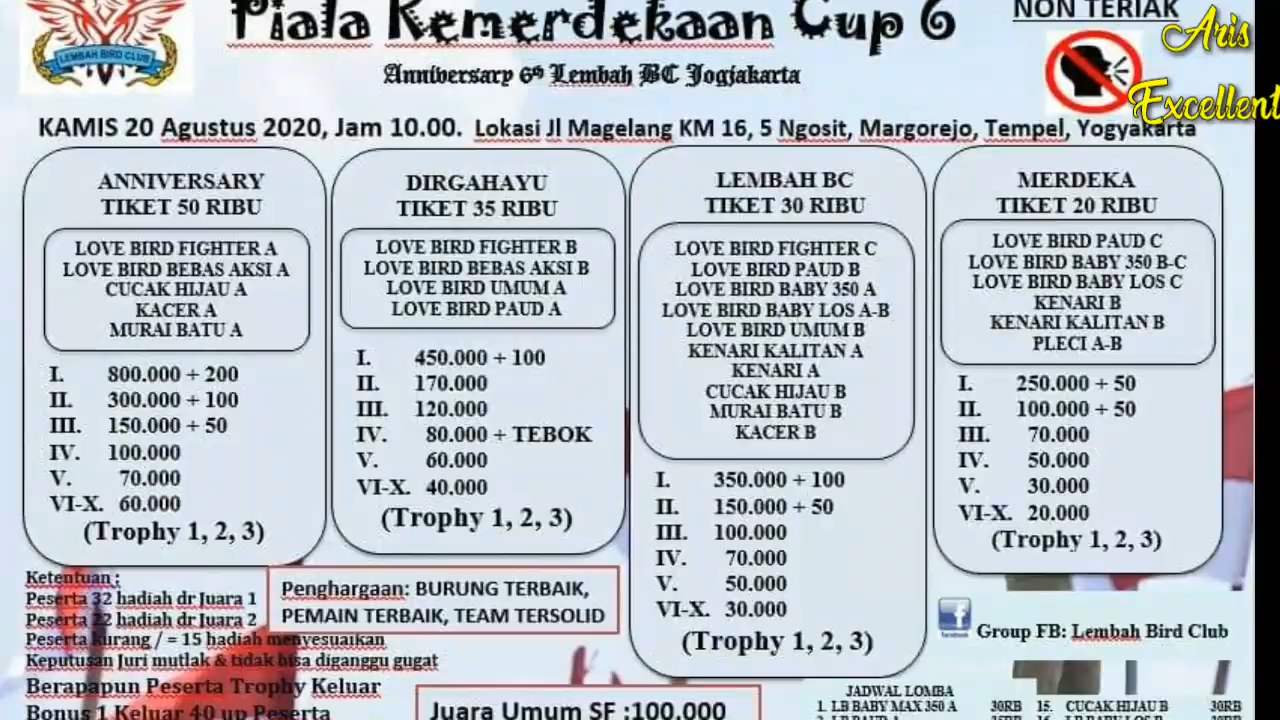 Piala Kemerdekaan Cup 6
NON TERIAK
Aris
Excellent
LEMBAH BIRD CLUB
Anniversary 6th Lembah BC Jogjakarta
KAMIS 20 Agustus 2020, Jam 10.00. Lokasi Jl Magelang KM 16, 5 Ngosit, Margorejo, Tempel, Yogyakarta
ANNIVERSARY
TIKET 50 RIBU
LOVE BIRD FIGHTER A
LOVE BIRD BEBAS AKSI A
CUCAK HIJAU A
KACER A
MURAI BATU A
I. 800.000 + 200
II. 300.000 + 100
III. 150.000 + 50
IV. 100.000
V. 70.000
VI-X. 60.000
(Trophy 1, 2, 3)
DIRGAHAYU
TIKET 35 RIBU
LOVE BIRD FIGHTER B
LOVE BIRD BEBAS AKSI B
LOVE BIRD UMUM A
LOVE BIRD PAUD A
I. 450.000 + 100
II. 170.000
III. 120.000
IV. 80.000 + TEBOK
V. 60.000
VI-X. 40.000
(Trophy 1, 2, 3)
LEMBAH BC
TIKET 30 RIBU
LOVE BIRD FIGHTER C
LOVE BIRD PAUD B
LOVE BIRD BABY 350 A
LOVE BIRD BABY LOS A-B
LOVE BIRD UMUM B
KENARI KALITAN A
KENARI A
CUCAK HIJAU B
MURAI BATU B
KACER B
I. 350.000 + 100
II. 150.000 + 50
III. 100.000
IV. 70.000
V. 50.000
VI-X. 30.000
(Trophy 1, 2, 3)
MERDEKA
TIKET 20 RIBU
LOVE BIRD PAUD C
LOVE BIRD BABY 350 B-C
LOVE BIRD BABY LOS C
KENARI B
KENARI KALITAN B
PLECI A-B
I. 250.000 + 50
II. 100.000 + 50
III. 70.000
IV. 50.000
V. 30.000
VI-X. 20.000
(Trophy 1, 2, 3)
Ketentuan :
Peserta 32 hadiah dr Juara 1
Peserta 22 hadiah dr Juara 2
Peserta kurang / = 15 hadiah menyesuaikan
Keputusan Juri mutlak & tidak bisa diganggu gugat
Berapapun Peserta Trophy Keluar
Bonus 1 Keluar 40 up Peserta
Penghargaan: BURUNG TERBAIK,
PEMAIN TERBAIK, TEAM TERSOLID
Juara Umum SF :100.000
facebook
Group FB: Lembah Bird Club
JADWAL LOMBA
1. LB BABY MAX 350 A 30RB 15. CUCAK HIJAU B 30RB